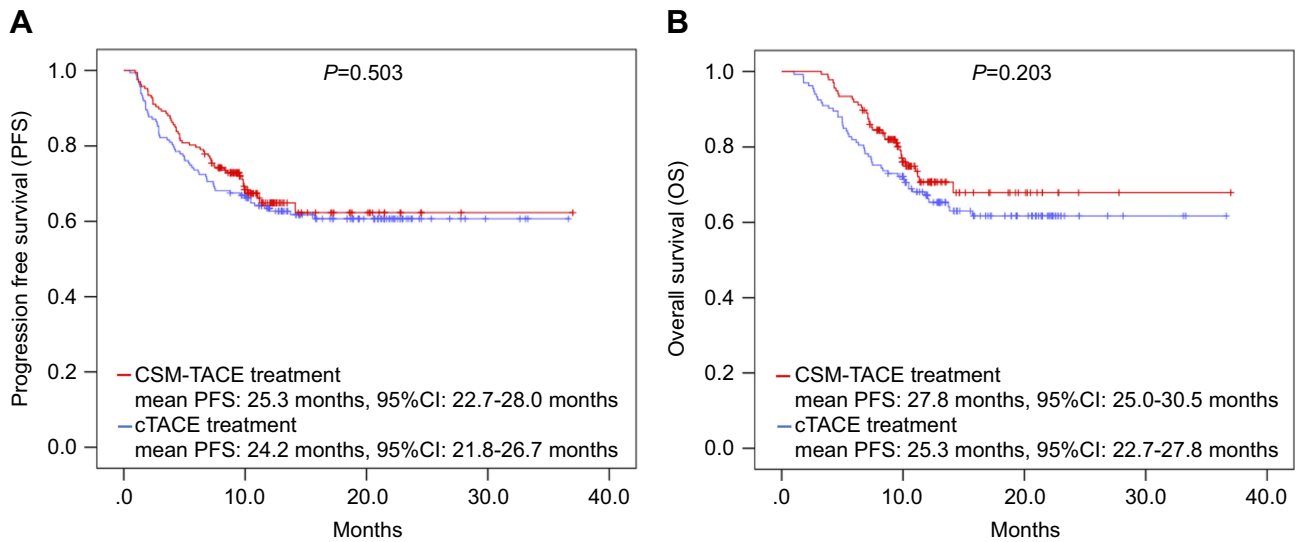 A
P=0.503
Progression free survival (PFS)
1.0
0.8
0.6
0.4
0.2
0.0
CSM-TACE treatment
mean PFS: 25.3 months, 95%CI: 22.7-28.0 months
cTACE treatment
mean PFS: 24.2 months, 95%CI: 21.8-26.7 months
.0 10.0 20.0 30.0 40.0
Months
B
P=0.203
Overall survival (OS)
1.0
0.8
0.6
0.4
0.2
0.0
CSM-TACE treatment
mean PFS: 27.8 months, 95%CI: 25.0-30.5 months
cTACE treatment
mean PFS: 25.3 months, 95%CI: 22.7-27.8 months
.0 10.0 20.0 30.0 40.0
Months